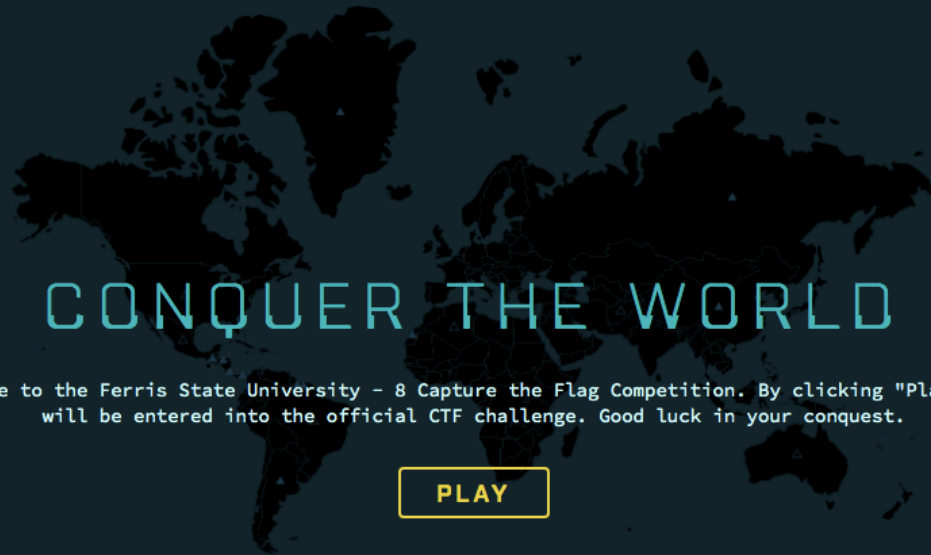 CONQUER THE WORLD
e to the Ferris State University - 8 Capture the Flag Competition. By clicking "Pla
will be entered into the official CTF challenge. Good luck in your conquest.
PLAY